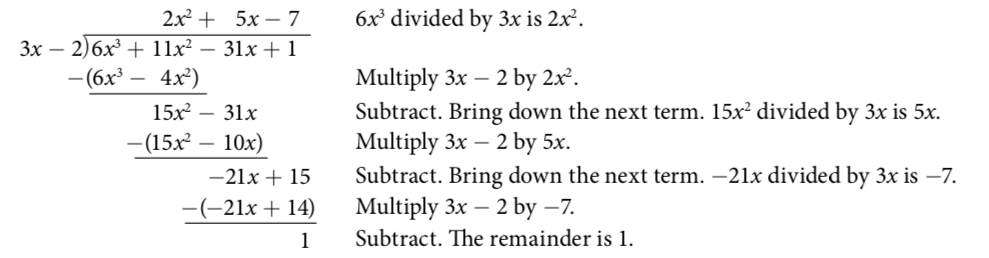 2x² + 5x − 7 6x³ divided by 3x is 2x².
3x − 2)6x³ + 11x² − 31x + 1
−(6x³ − 4x²) Multiply 3x − 2 by 2x².
15x² − 31x Subtract. Bring down the next term. 15x² divided by 3x is 5x.
−(15x² − 10x) Multiply 3x − 2 by 5x.
−21x + 15 Subtract. Bring down the next term. −21x divided by 3x is −7.
−(−21x + 14) Multiply 3x − 2 by −7.
1 Subtract. The remainder is 1.